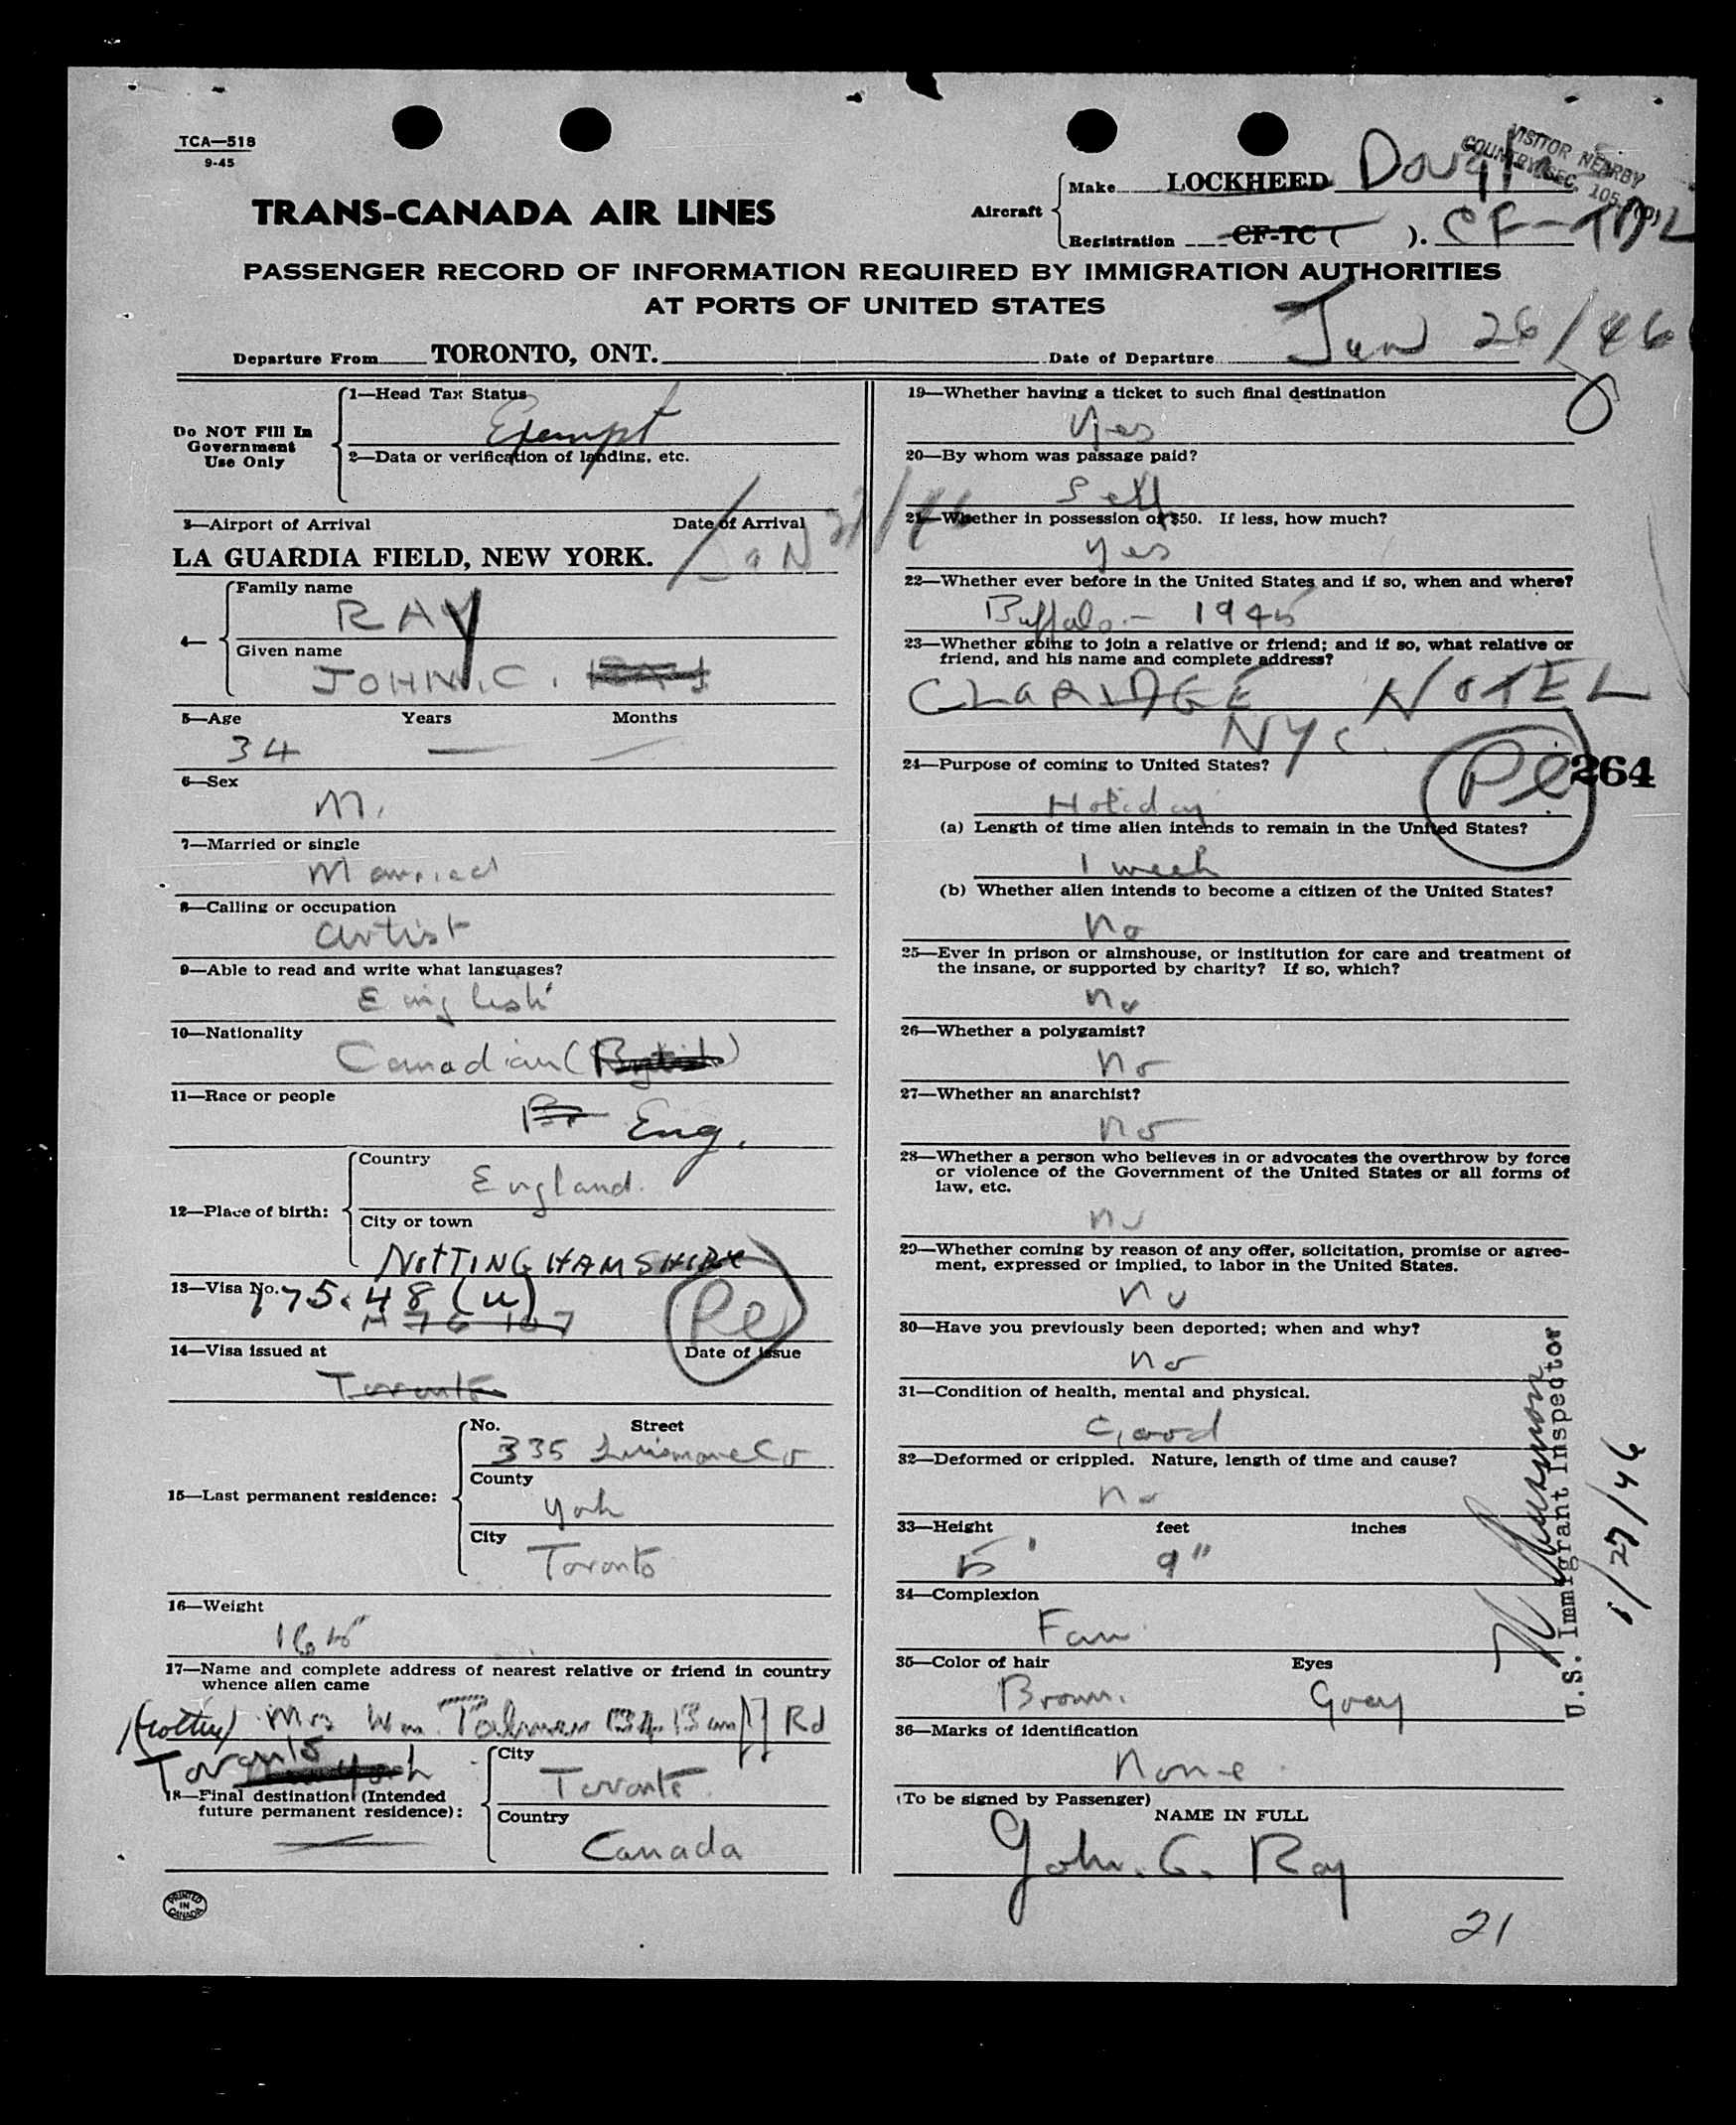 TCA—518
9-45
VISITOR NEARBY
COUNTRY SEC. 105.3(D)
TRANS-CANADA AIR LINES
Aircraft
Make LOCKHEED Douglas
Registration CF-TC ( ). CF-TDL
PASSENGER RECORD OF INFORMATION REQUIRED BY IMMIGRATION AUTHORITIES
AT PORTS OF UNITED STATES
Departure From TORONTO, ONT. Date of Departure Jan 26/46
Do NOT Fill In
Government
Use Only
1—Head Tax Status
Exempt
2—Data or verification of landing, etc.
3—Airport of Arrival Date of Arrival
LA GUARDIA FIELD, NEW YORK. Jan /46
4—
Family name
RAY
Given name
JOHN. C. RAY
5—Age Years Months
34 — —
6—Sex
M.
7—Married or single
Married
8—Calling or occupation
artist
9—Able to read and write what languages?
English
10—Nationality
Canadian (British)
11—Race or people
Br Eng.
12—Place of birth:
Country
England.
City or town
NOTTINGHAMSHIRE
13—Visa No. 175.48 (u)
Pe
14—Visa issued at Date of issue
Toronto
15—Last permanent residence:
No. Street
335
County
York
City
Toronto
16—Weight
165
17—Name and complete address of nearest relative or friend in country
whence alien came
Mrs Wm. Rd
Toronto
18—Final destination (Intended
future permanent residence):
City
Toronto
Country
Canada
PRINTED
IN
CANADA
19—Whether having a ticket to such final destination
Yes
20—By whom was passage paid?
Self
21—Whether in possession of $50. If less, how much?
yes
22—Whether ever before in the United States and if so, when and where?
Buffalo — 1945
23—Whether going to join a relative or friend; and if so, what relative or
friend, and his name and complete address?
CLARIDGE HOTEL
NYC.
24—Purpose of coming to United States?
Holiday
Pe
264
(a) Length of time alien intends to remain in the United States?
1 week
(b) Whether alien intends to become a citizen of the United States?
No
25—Ever in prison or almshouse, or institution for care and treatment of
the insane, or supported by charity? If so, which?
no
26—Whether a polygamist?
No
27—Whether an anarchist?
No
28—Whether a person who believes in or advocates the overthrow by force
or violence of the Government of the United States or all forms of
law, etc.
no
29—Whether coming by reason of any offer, solicitation, promise or agree-
ment, expressed or implied, to labor in the United States.
No
30—Have you previously been deported; when and why?
no
31—Condition of health, mental and physical.
Good
32—Deformed or crippled. Nature, length of time and cause?
no
33—Height feet inches
5' 9"
34—Complexion
Fair
35—Color of hair Eyes
Brown. Grey
36—Marks of identification
None
(To be signed by Passenger)
NAME IN FULL
John. C. Ray
U.S. Immigrant Inspector
1/27/46
21